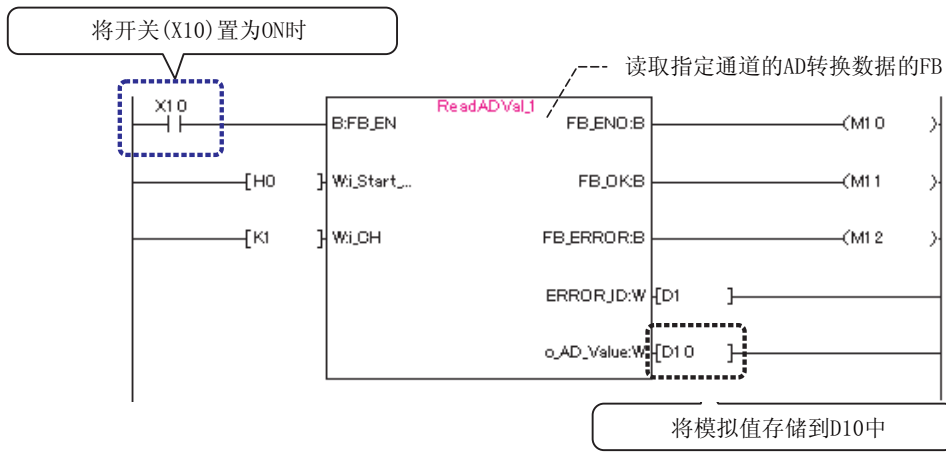 将开关(X10)置为ON时
读取指定通道的AD转换数据的FB
X10 ReadADVal_1
B:FB_EN FB_ENO:B (M10 )
[H0 ] W:i_Start_... FB_OK:B (M11 )
[K1 ] W:i_CH FB_ERROR:B (M12 )
ERROR_ID:W [D1 ]
o_AD_Value:W [D10 ]
将模拟值存储到D10中